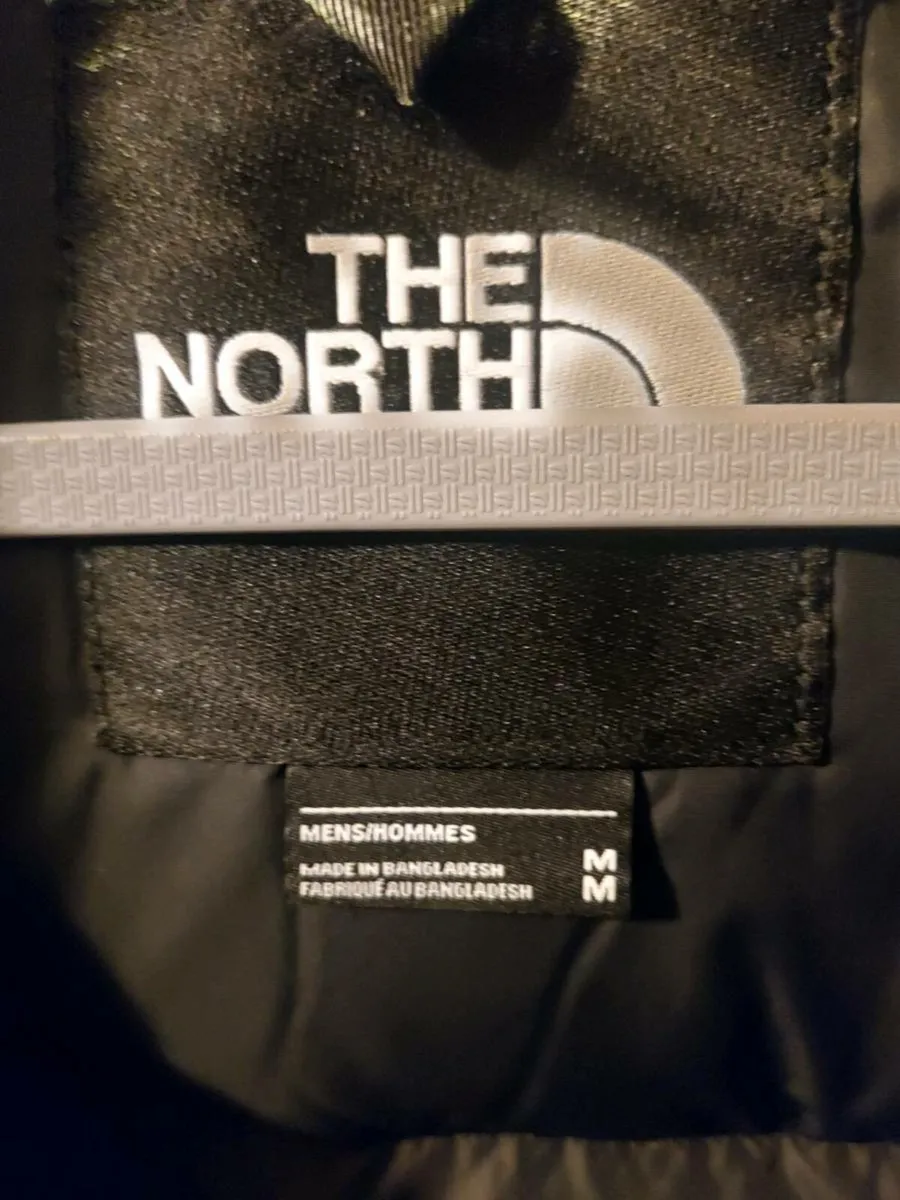 THE
NORTH
MENS/HOMMES
MADE IN BANGLADESH M
FABRIQUÉ AU BANGLADESH M